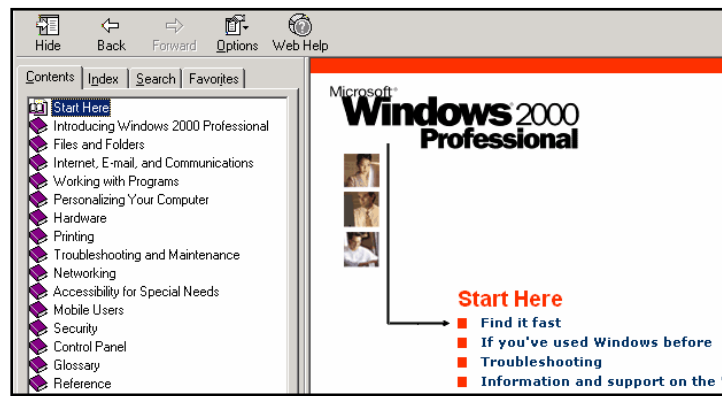 Hide Back Forward Options Web Help
Contents Index Search Favorites
Start Here
Introducing Windows 2000 Professional
Files and Folders
Internet, E-mail, and Communications
Working with Programs
Personalizing Your Computer
Hardware
Printing
Troubleshooting and Maintenance
Networking
Accessibility for Special Needs
Mobile Users
Security
Control Panel
Glossary
Reference
Microsoft
Windows 2000
Professional
Start Here
Find it fast
If you've used Windows before
Troubleshooting
Information and support on the